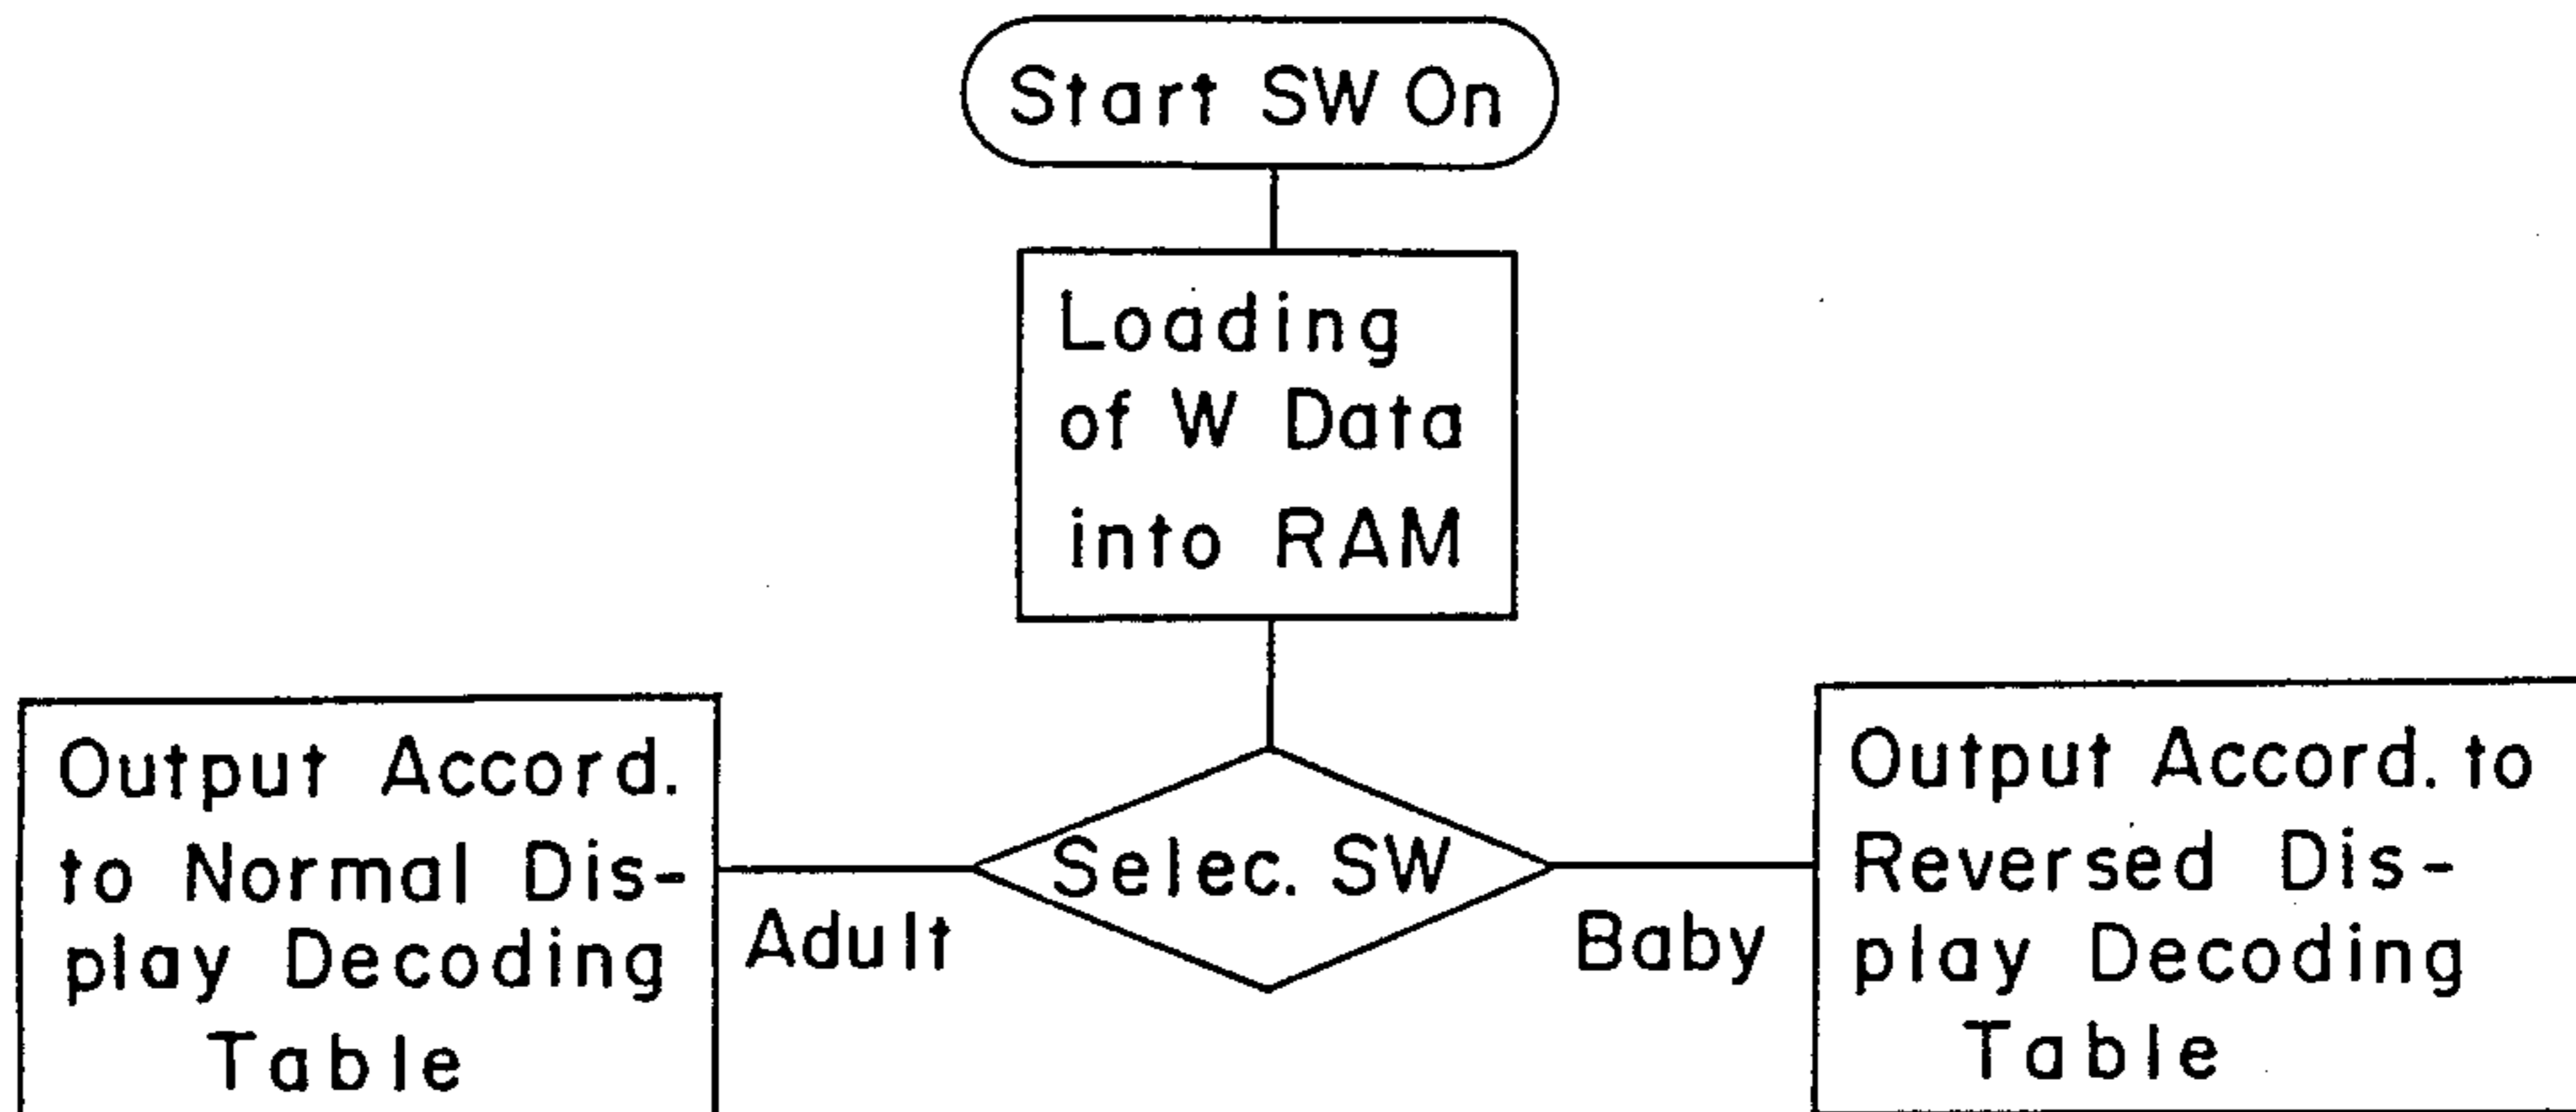 Start SW On
Loading
of W Data
into RAM
Output Accord.
to Normal Dis-
play Decoding
Table
Adult
Selec. SW
Baby
Output Accord. to
Reversed Dis-
play Decoding
Table